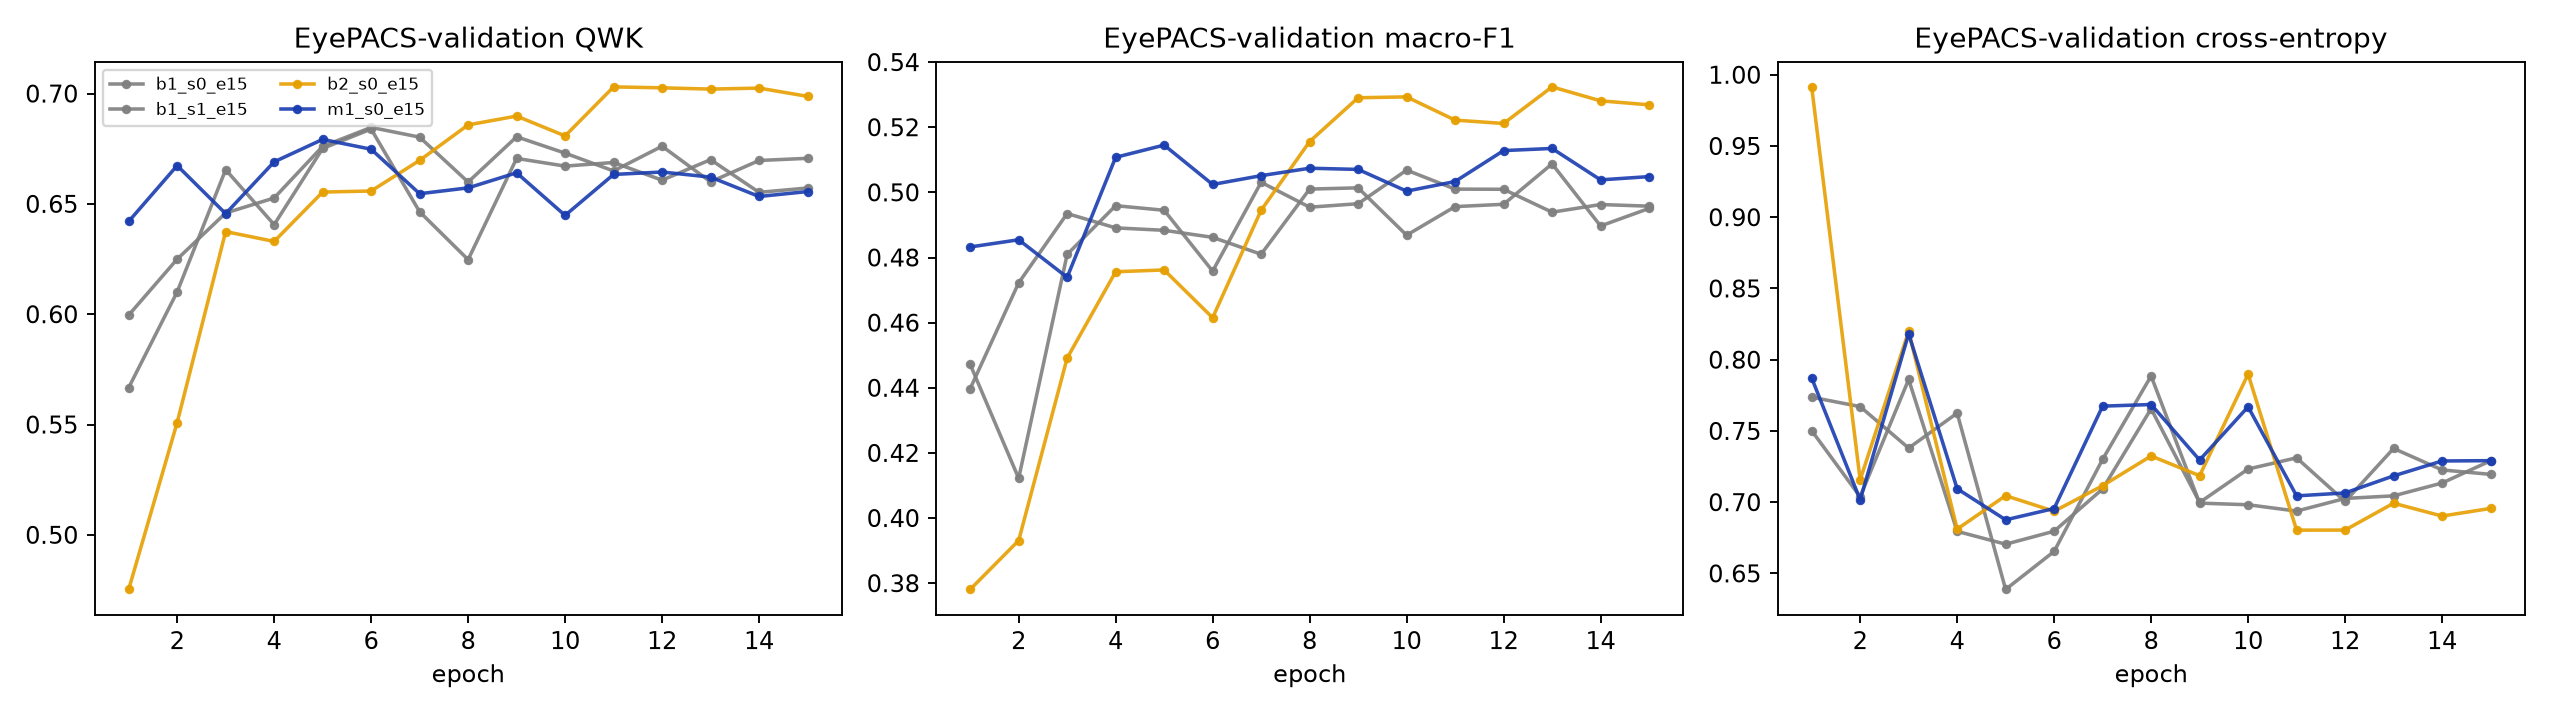 EyePACS-validation QWK
b1_s0_e15
b1_s1_e15
b2_s0_e15
m1_s0_e15
0.70
0.65
0.60
0.55
0.50
2 4 6 8 10 12 14
epoch
EyePACS-validation macro-F1
0.54
0.52
0.50
0.48
0.46
0.44
0.42
0.40
0.38
2 4 6 8 10 12 14
epoch
EyePACS-validation cross-entropy
1.00
0.95
0.90
0.85
0.80
0.75
0.70
0.65
2 4 6 8 10 12 14
epoch